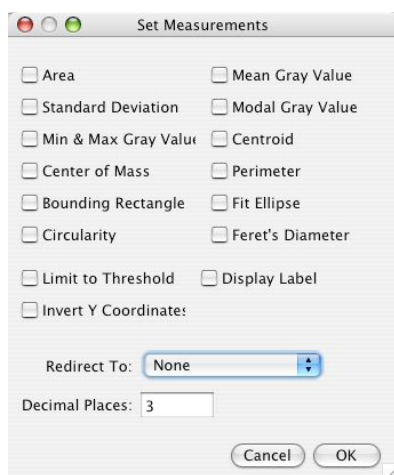 Set Measurements
Area Mean Gray Value
Standard Deviation Modal Gray Value
Min & Max Gray Value Centroid
Center of Mass Perimeter
Bounding Rectangle Fit Ellipse
Circularity Feret's Diameter
Limit to Threshold Display Label
Invert Y Coordinates
Redirect To: None
Decimal Places: 3
Cancel OK